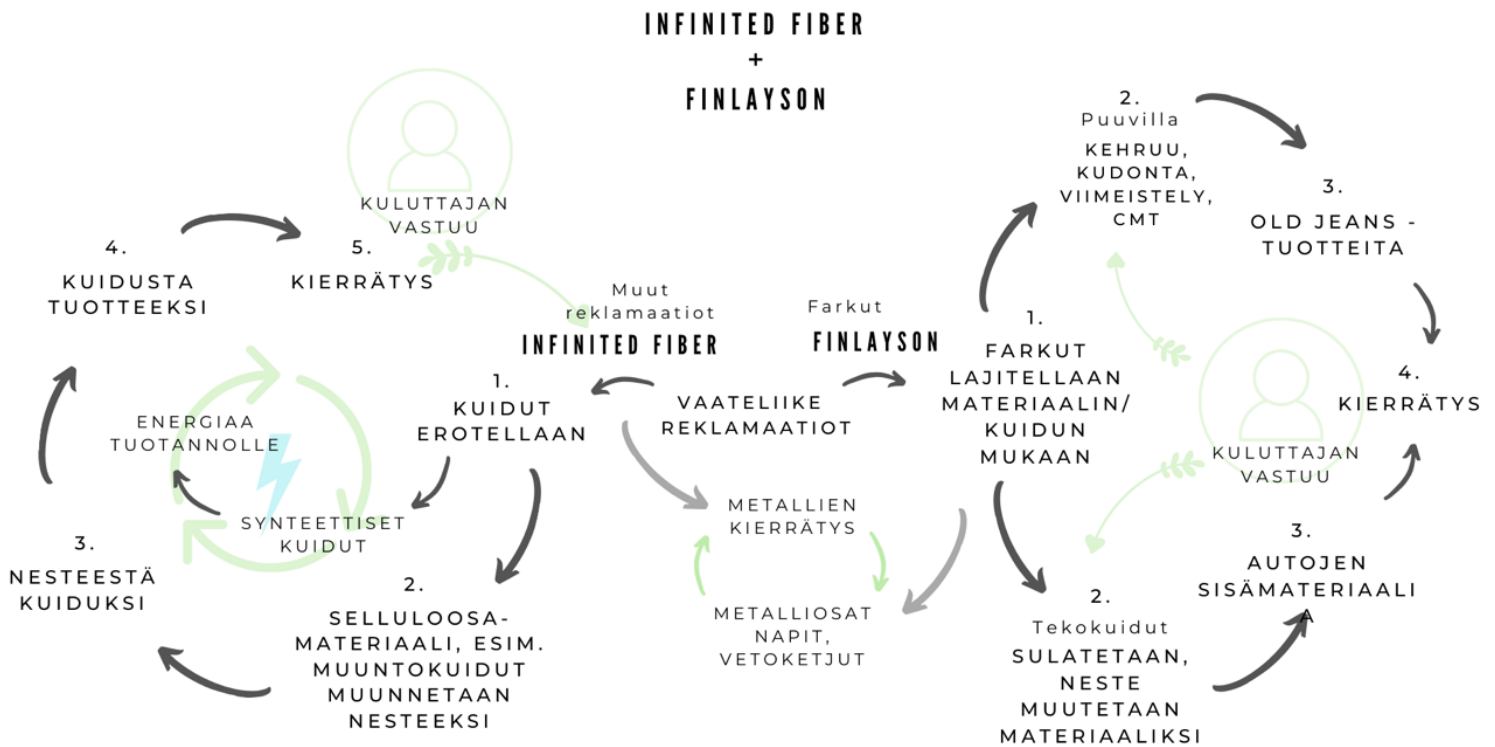 INFINITED FIBER
+
FINLAYSON
KULUTTAJAN
VASTUU
4.
KUIDUSTA
TUOTTEEKSI
5.
KIERRÄTYS
Muut
reklamaatiot
INFINITED FIBER
1.
KUIDUT
EROTELLAAN
ENERGIAA
TUOTANNOLLE
SYNTEETTISET
KUIDUT
3.
NESTEESTÄ
KUIDUKSI
2.
SELLULOOSA-
MATERIAALI, ESIM.
MUUNTOKUIDUT
MUUNNETAAN
NESTEEKSI
VAATELIIKE
REKLAMAATIOT
METALLIEN
KIERRÄTYS
METALLIOSAT
NAPIT,
VETOKETJUT
Farkut
FINLAYSON
1.
FARKUT
LAJITELLAAN
MATERIAALIN/
KUIDUN
MUKAAN
2.
Puuvilla
KEHRUU,
KUDONTA,
VIIMEISTELY,
CMT
3.
OLD JEANS -
TUOTTEITA
4.
KIERRÄTYS
KULUTTAJAN
VASTUU
3.
AUTOJEN
SISÄMATERIAALI
A
2.
Tekokuidut
SULATETAAN,
NESTE
MUUTETAAN
MATERIAALIKSI